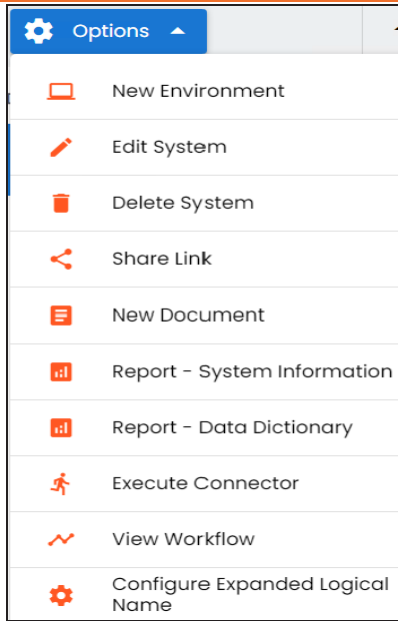 Options
New Environment
Edit System
Delete System
Share Link
New Document
Report - System Information
Report - Data Dictionary
Execute Connector
View Workflow
Configure Expanded Logical
Name